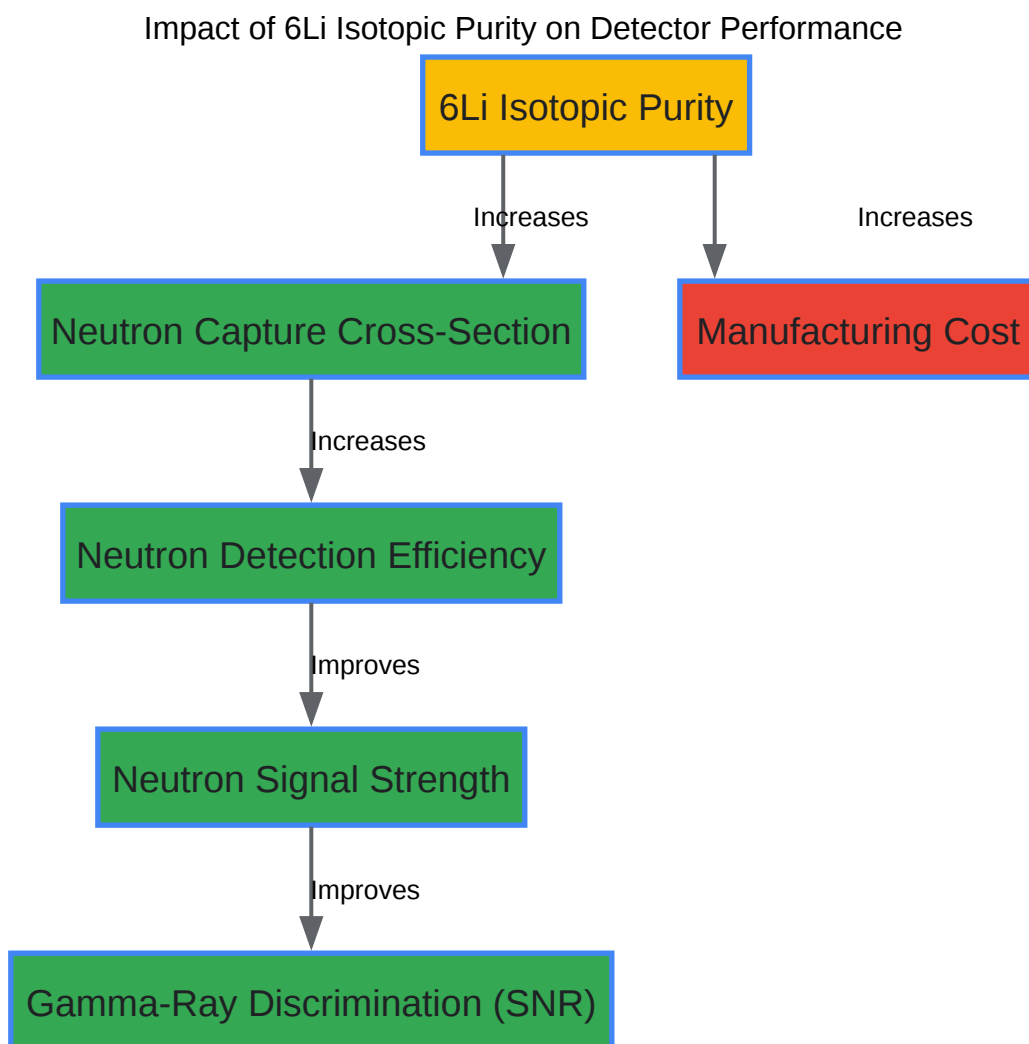 Impact of 6Li Isotopic Purity on Detector Performance
6Li Isotopic Purity
Increases
Increases
Neutron Capture Cross-Section
Manufacturing Cost
Increases
Neutron Detection Efficiency
Improves
Neutron Signal Strength
Improves
Gamma-Ray Discrimination (SNR)